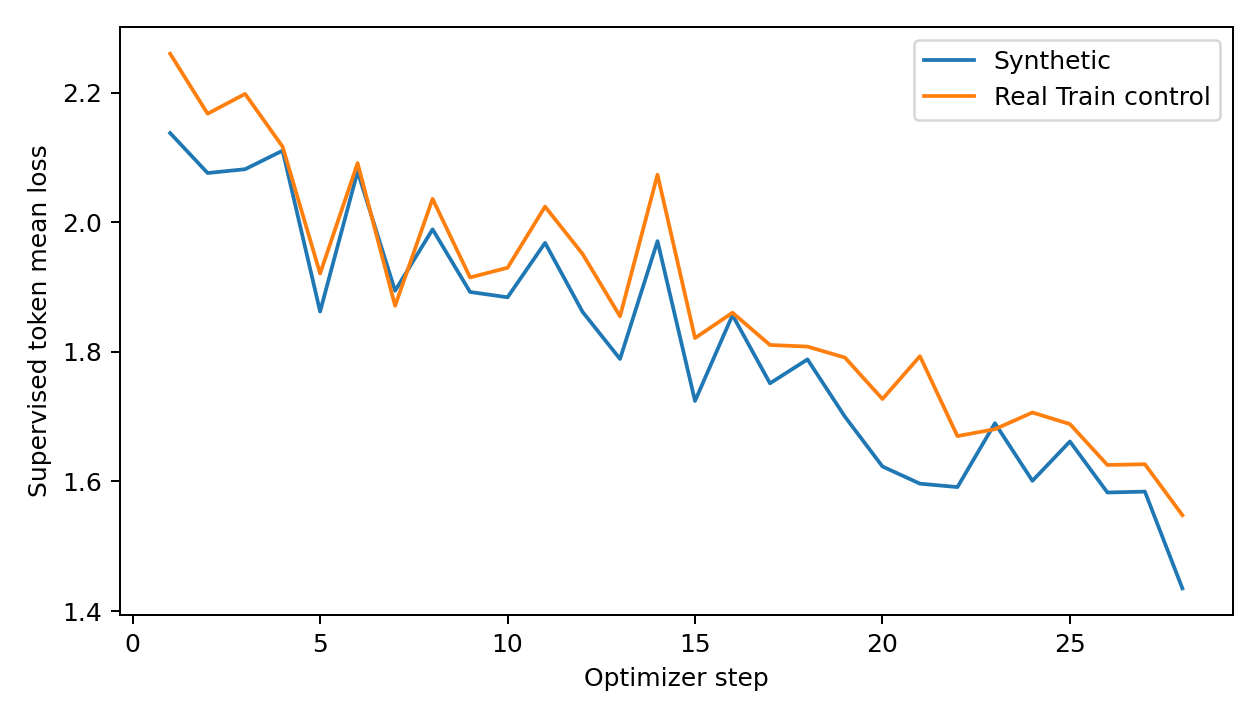 Synthetic
Real Train control
Supervised token mean loss
2.2
2.0
1.8
1.6
1.4
0 5 10 15 20 25
Optimizer step